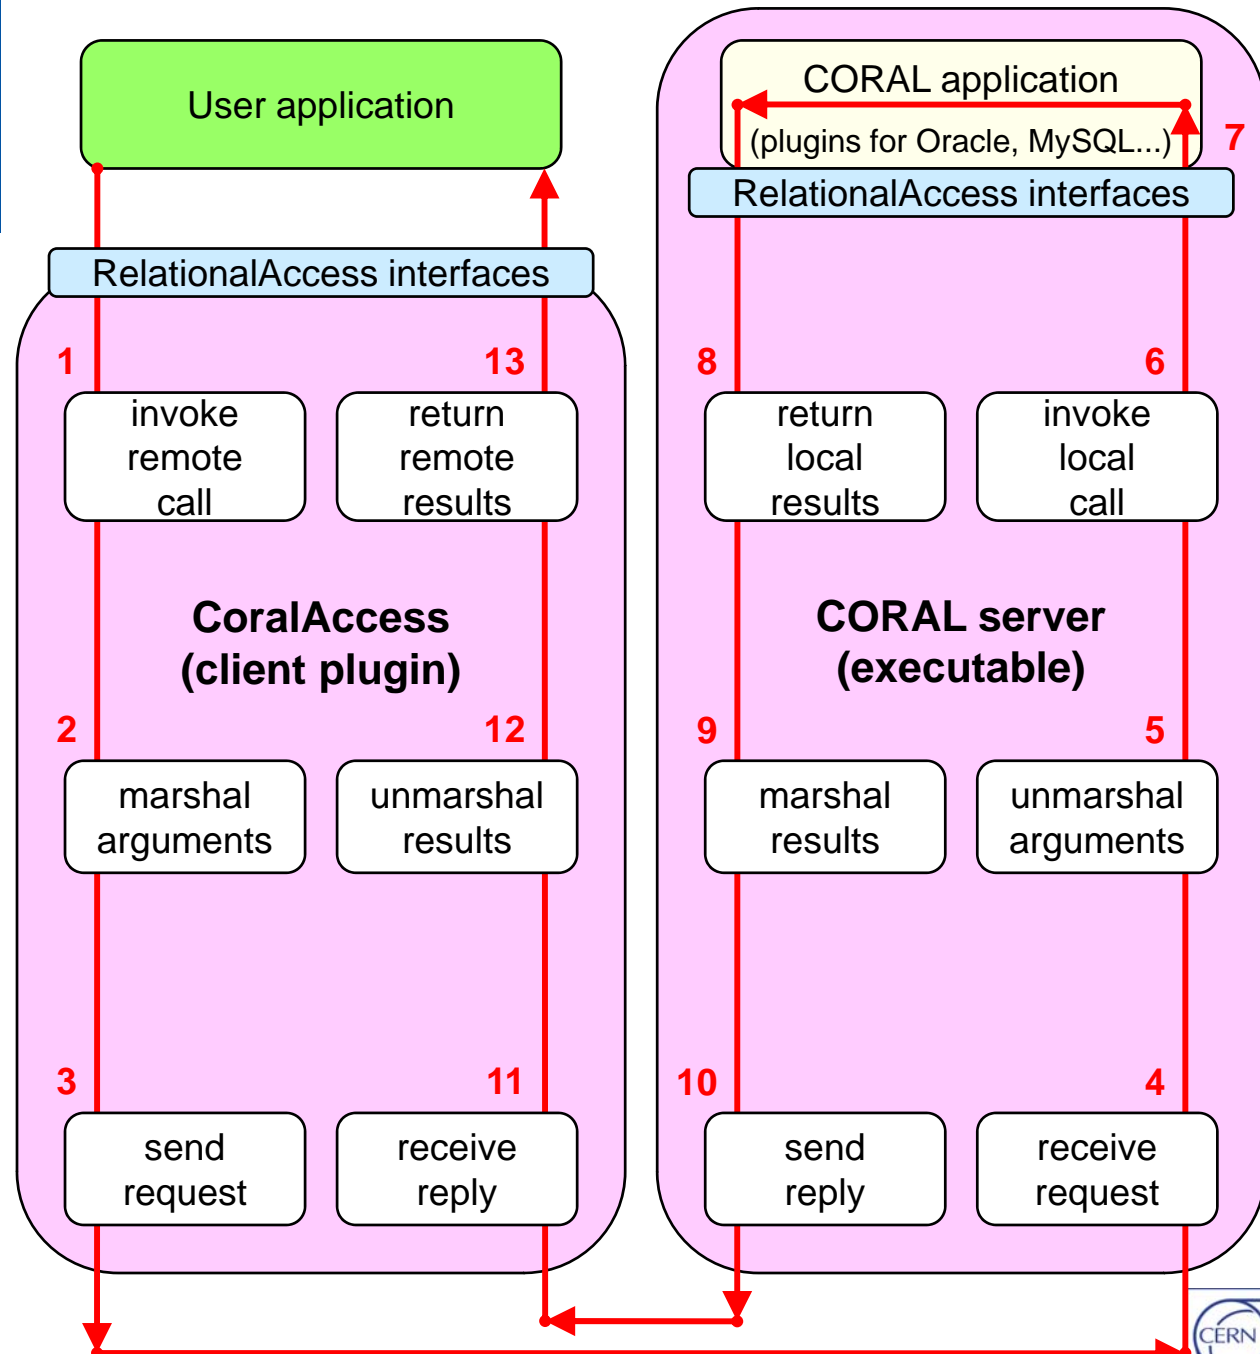 User application
RelationalAccess interfaces
1
13
invoke
remote
call
return
remote
results
CoralAccess
(client plugin)
2
12
marshal
arguments
unmarshal
results
3
11
send
request
receive
reply
CORAL application
(plugins for Oracle, MySQL...)
7
RelationalAccess interfaces
8
6
return
local
results
invoke
local
call
CORAL server
(executable)
9
5
marshal
results
unmarshal
arguments
10
4
send
reply
receive
request
CERN